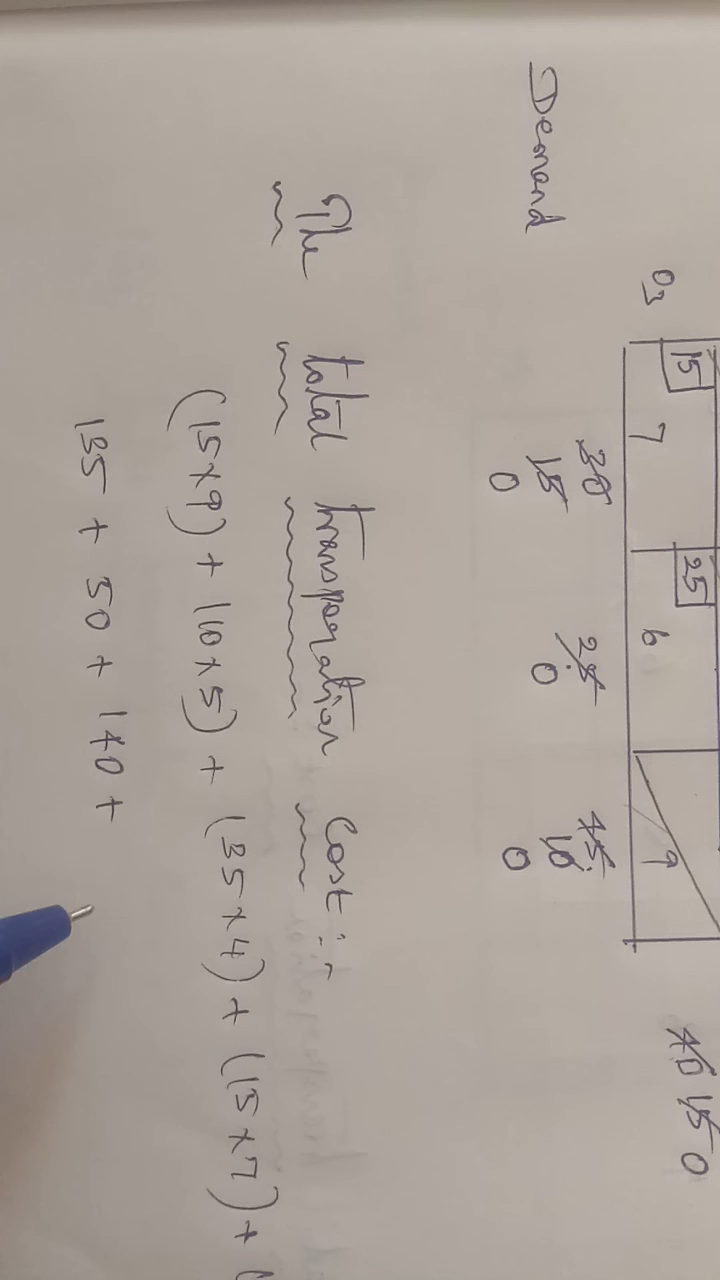 15 25
O3 7 6 9 40 15 0
Demand 30 25 45
15 0 10
0 0
The total transporation Cost :-
(15×9) + (10×5) + (35×4) + (15×7) + (
135 + 50 + 140 +